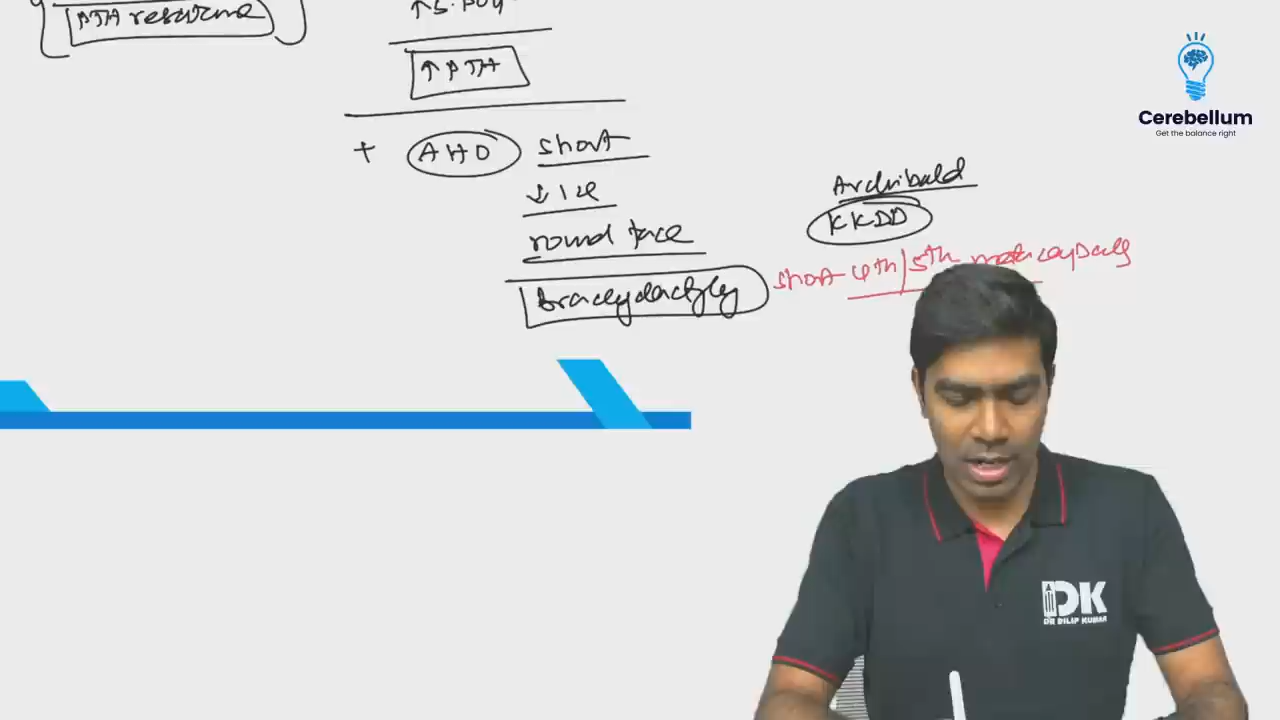 PTH resistance
↑ PTH
+ AHO short
↓ IQ
round face
brachydactyly
Archibald
KKDD
short 4th/5th metacarpals
Cerebellum
Get the balance right
DK
DR DILIP KUMAR